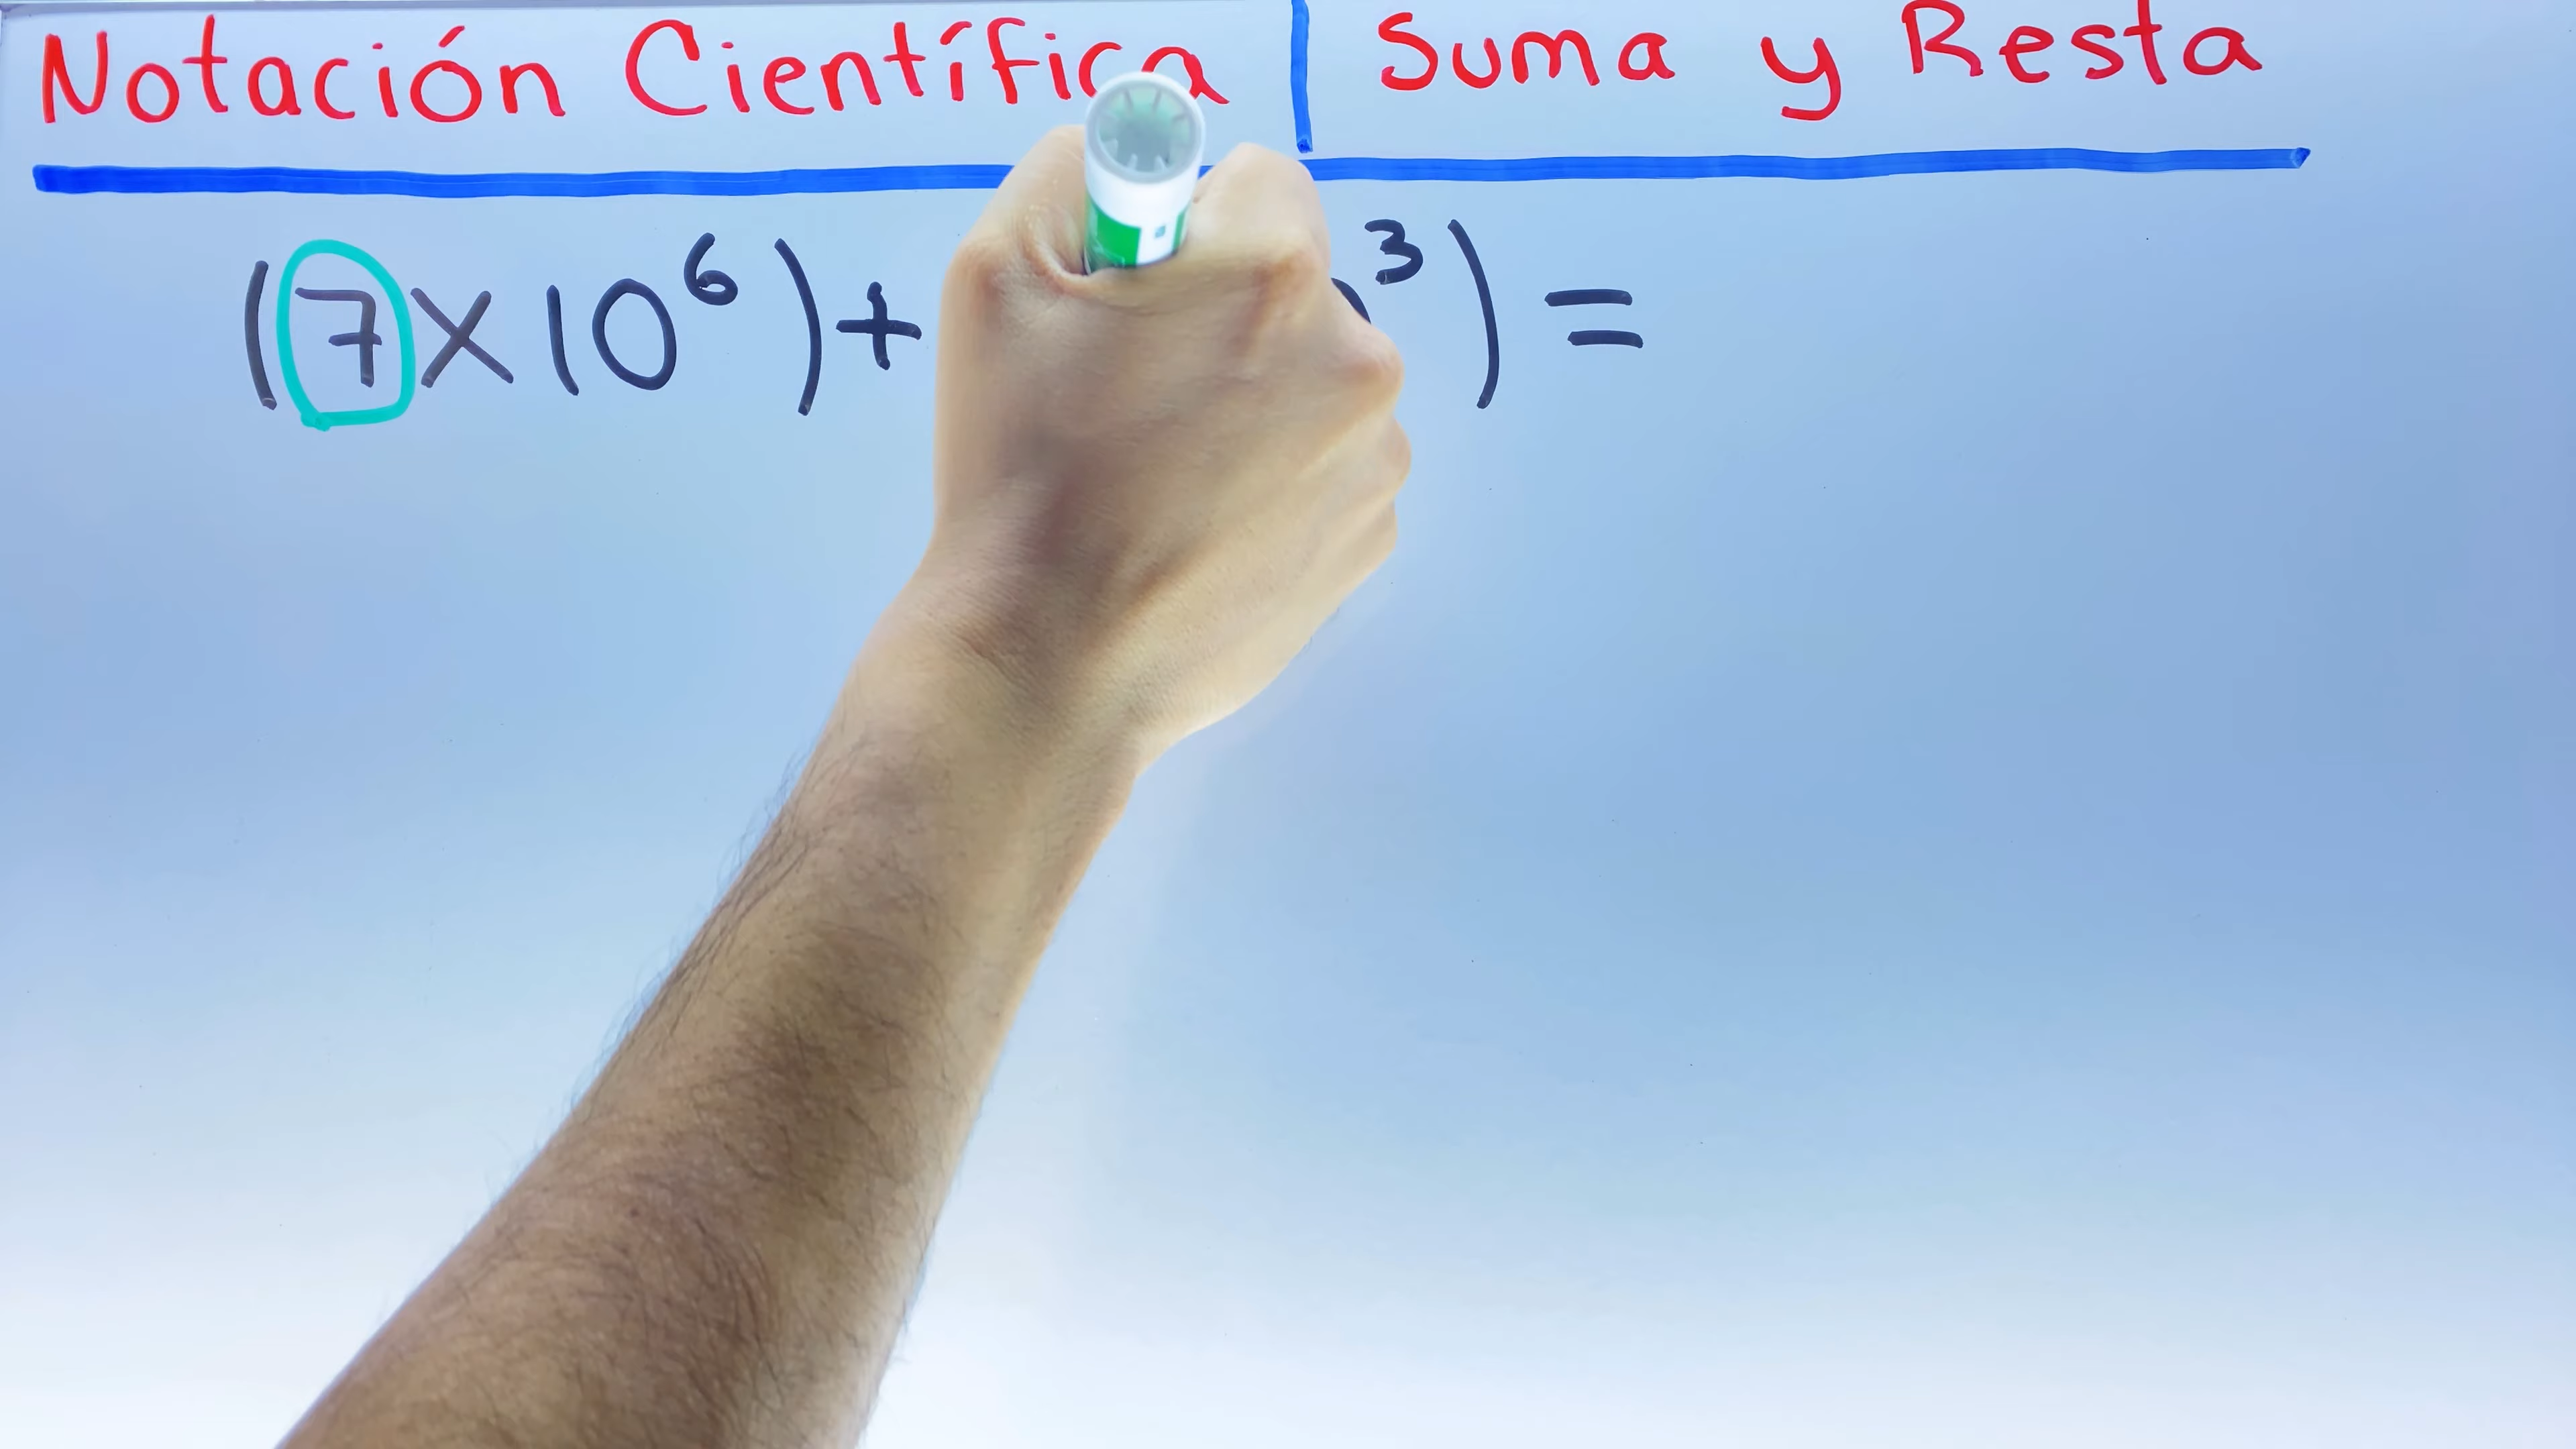 Notación Científica | Suma y Resta
(7×10⁶)+ ³)=